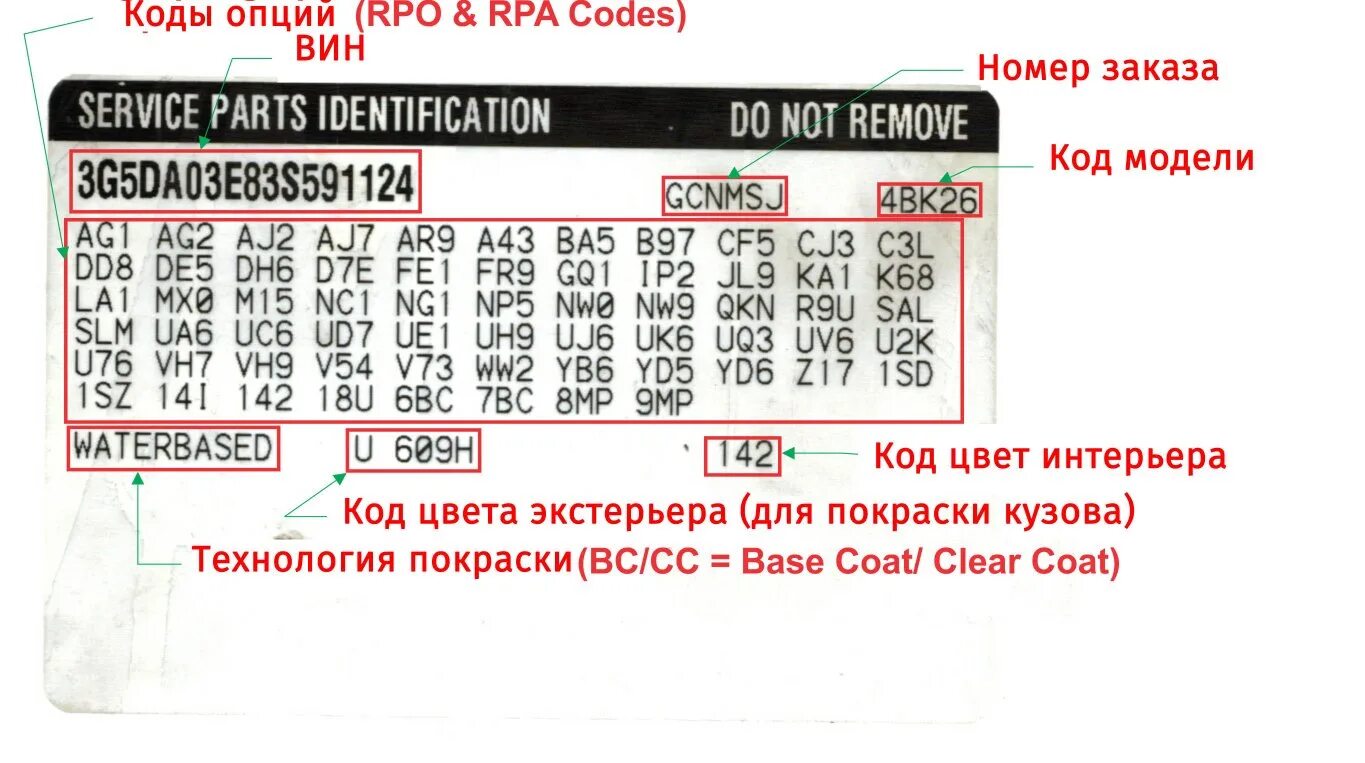 Коды опций (RPO & RPA Codes)
ВИН
Номер заказа
SERVICE PARTS IDENTIFICATION DO NOT REMOVE
Код модели
3G5DA03E83S591124 GCNMSJ 4BK26
AG1 AG2 AJ2 AJ7 AR9 A43 BA5 B97 CF5 CJ3 C3L
DD8 DE5 DH6 D7E FE1 FR9 GQ1 IP2 JL9 KA1 K68
LA1 MX0 M15 NC1 NG1 NP5 NW0 NW9 QKN R9U SAL
SLM UA6 UC6 UD7 UE1 UH9 UJ6 UK6 UQ3 UV6 U2K
U76 VH7 VH9 V54 V73 WW2 YB6 YD5 YD6 Z17 1SD
1SZ 14I 142 18U 6BC 7BC 8MP 9MP
WATERBASED U 609H 142 Код цвет интерьера
Код цвета экстерьера (для покраски кузова)
Технология покраски (BC/CC = Base Coat/ Clear Coat)